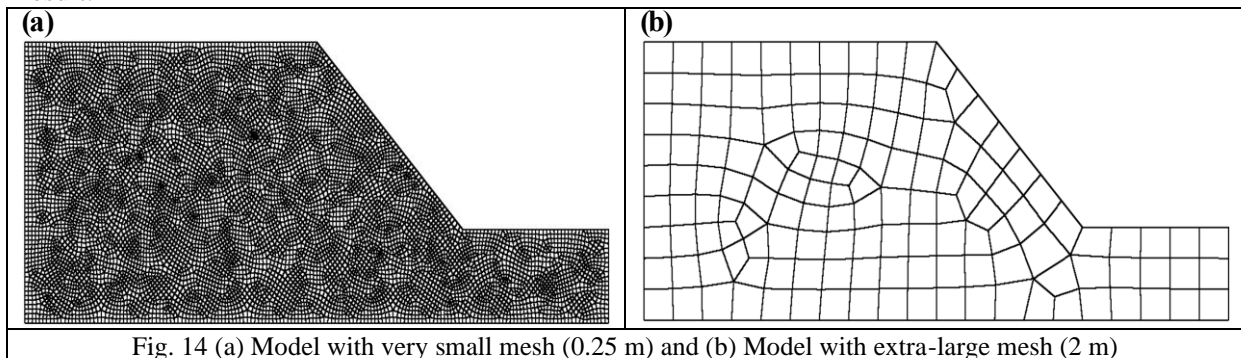 (a)
(b)
Fig. 14 (a) Model with very small mesh (0.25 m) and (b) Model with extra-large mesh (2 m)